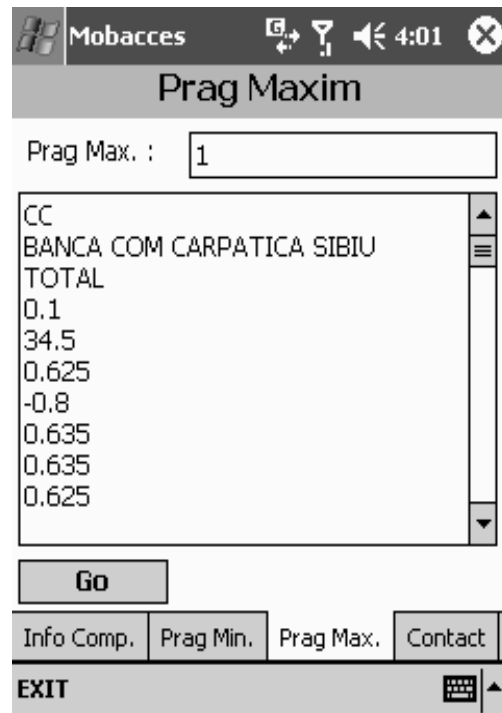 Mobacces 4:01
Prag Maxim
Prag Max. : 1
CC
BANCA COM CARPATICA SIBIU
TOTAL
0.1
34.5
0.625
-0.8
0.635
0.635
0.625
Go
Info Comp. Prag Min. Prag Max. Contact
EXIT